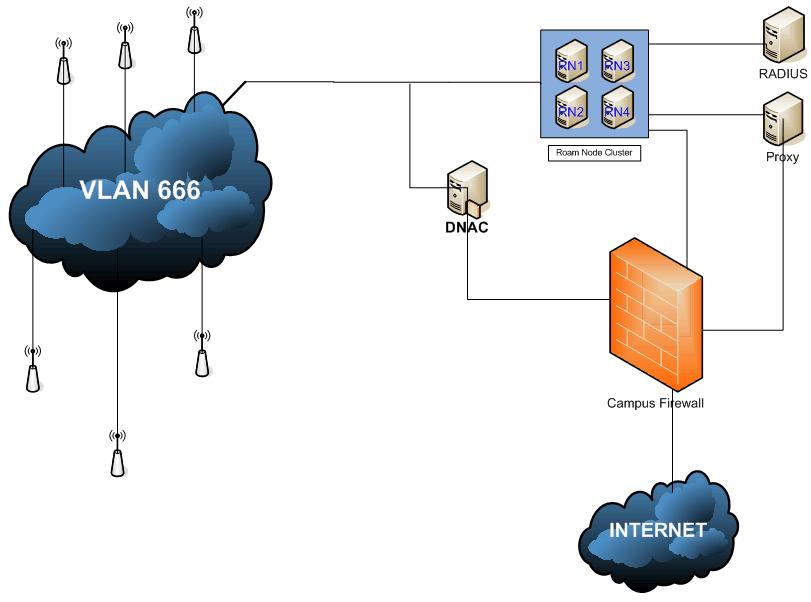 RN1
RN3
RADIUS
RN2
RN4
Proxy
Roam Node Cluster
VLAN 666
DNAC
Campus Firewall
INTERNET